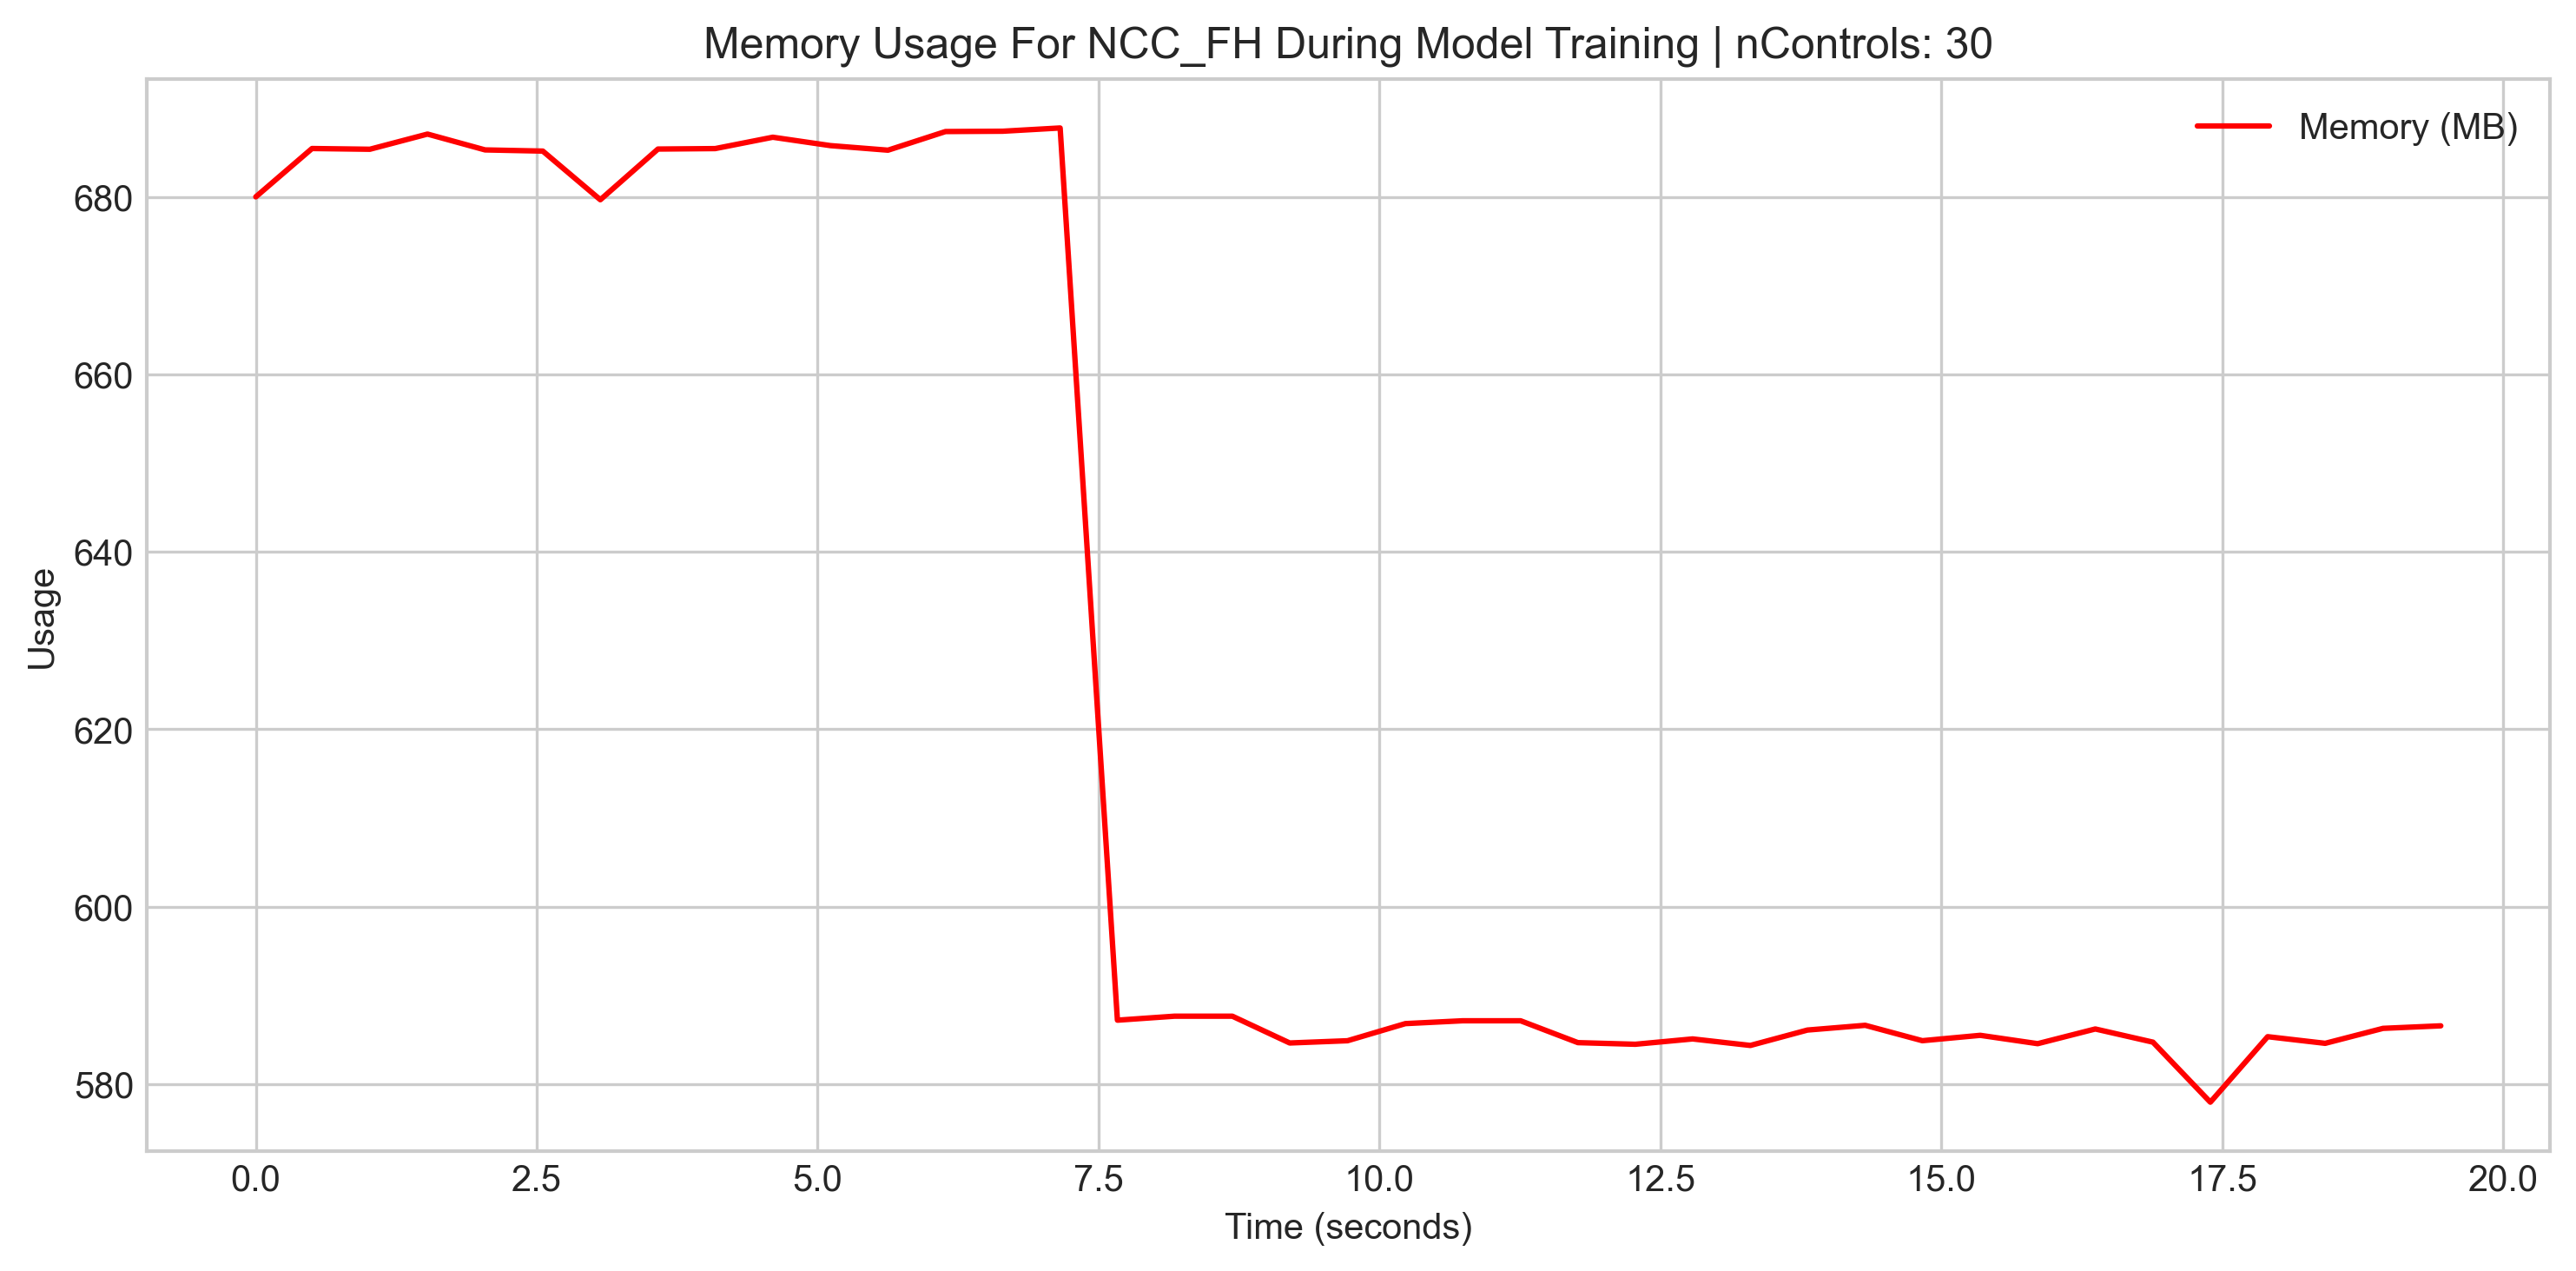 Memory Usage For NCC_FH During Model Training | nControls: 30
Memory (MB)
680
660
640
620
600
580
Usage
0.0 2.5 5.0 7.5 10.0 12.5 15.0 17.5 20.0
Time (seconds)